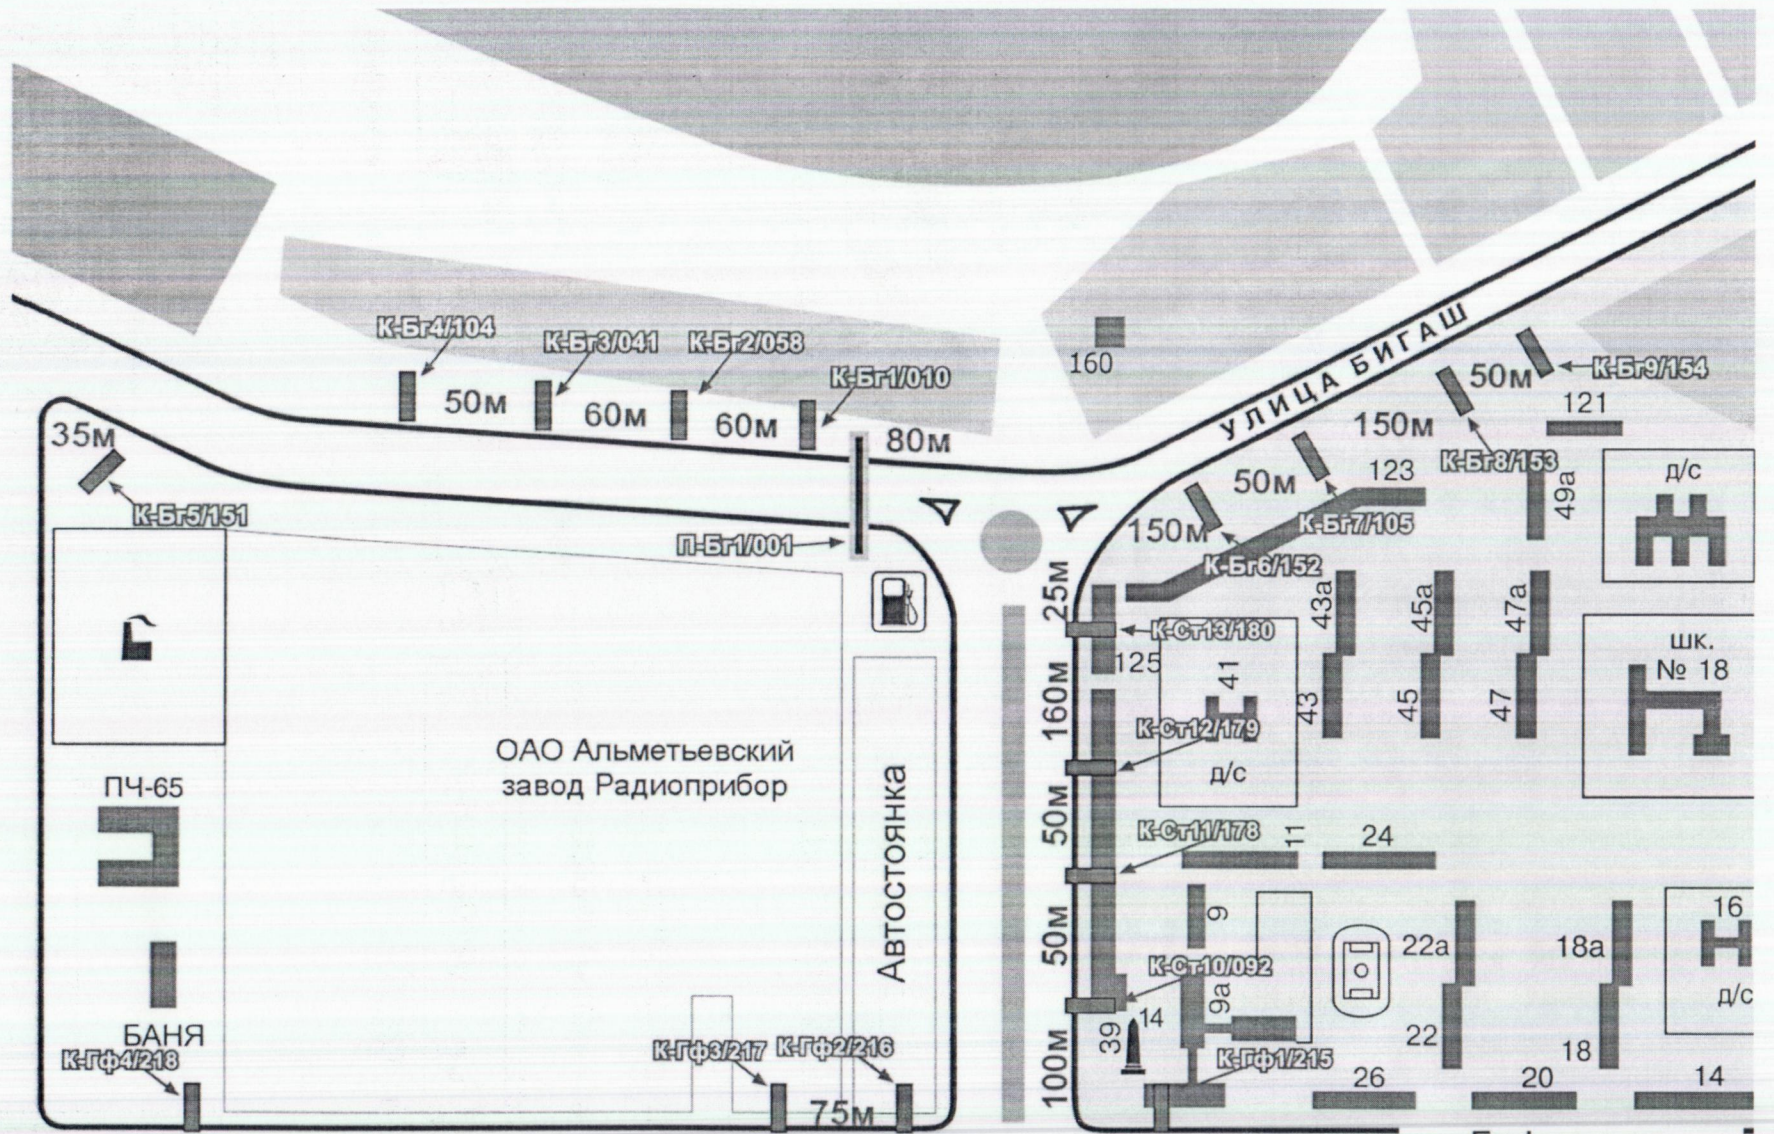 К-Бг4/104
К-Бг3/041
К-Бг2/058
К-Бг1/010
160
УЛИЦА БИГАШ
50м
К-Бг9/154
50м
60м
60м
80м
35м
150м
121
К-Бг8/153
123
50м
К-Бг7/105
49а
д/с
К-Бг5/151
П-Бг1/001
150м
К-Бг6/152
25м
К-Ст13/180
125
43а
45а
47а
шк.
№ 18
160м
41
43
45
47
К-Ст12/179
д/с
ОАО Альметьевский
завод Радиоприбор
Автостоянка
ПЧ-65
50м
К-Ст11/178
11
24
9
16
50м
К-Ст10/092
22а
18а
д/с
9а
14
39
22
18
БАНЯ
К-Гф4/218
К-Гф3/217
К-Гф2/216
75м
100м
К-Гф1/215
26
20
14